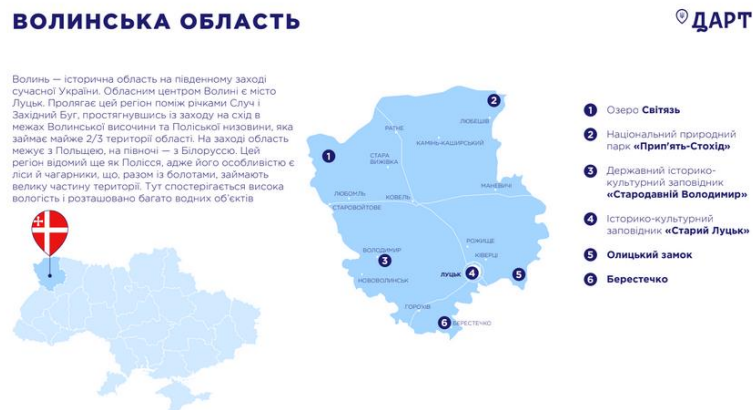 ВОЛИНСЬКА ОБЛАСТЬ
ДАРТ
Волинь — історична область на південному заході
сучасної України. Обласним центром Волині є місто
Луцьк. Пролягає цей регіон поміж річками Случ і
Західний Буг, простягнувшись із заходу на схід в
межах Волинської височини та Поліської низовини, яка
займає майже 2/3 території області. На заході область
межує з Польщею, на півночі — з Білоруссю. Цей
регіон відомий ще як Полісся, адже його особливістю є
ліси й чагарники, що, разом із болотами, займають
велику частину території. Тут спостерігається висока
вологість і розташовано багато водних об'єктів
2
ЛЮБЕШІВ
РАТНЕ
КАМІНЬ-КАШИРСЬКИЙ
1
СТАРА
ВИЖІВКА
МАНЕВИЧІ
ЛЮБОМЛЬ
КОВЕЛЬ
СТАРОВОЙТОВЕ
РОЖИЩЕ
ВОЛОДИМИР
КІВЕРЦІ
3
ЛУЦЬК
4
5
НОВОВОЛИНСЬК
ГОРОХІВ
6
БЕРЕСТЕЧКО
1 Озеро Світязь
2 Національний природний
парк «Прип'ять-Стохід»
3 Державний історико-
культурний заповідник
«Стародавній Володимир»
4 Історико-культурний
заповідник «Старий Луцьк»
5 Олицький замок
6 Берестечко